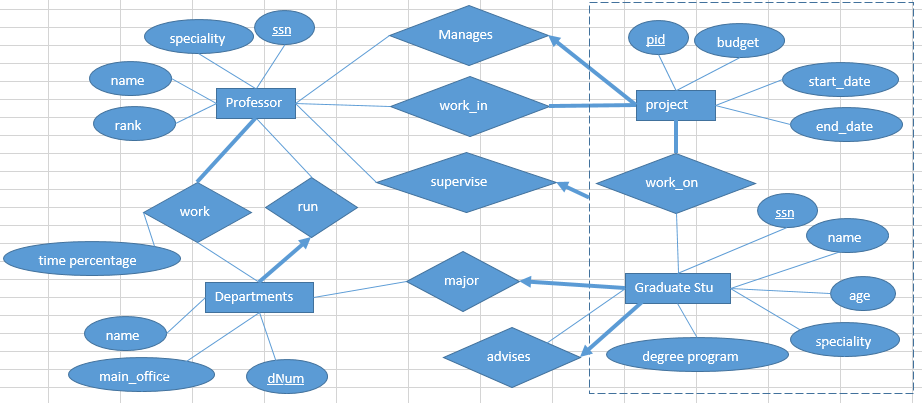 speciality
ssn
Manages
pid
budget
name
Professor
work_in
project
start_date
rank
end_date
supervise
work_on
work
run
ssn
name
time percentage
Departments
major
Graduate Stu
age
name
speciality
main_office
dNum
advises
degree program